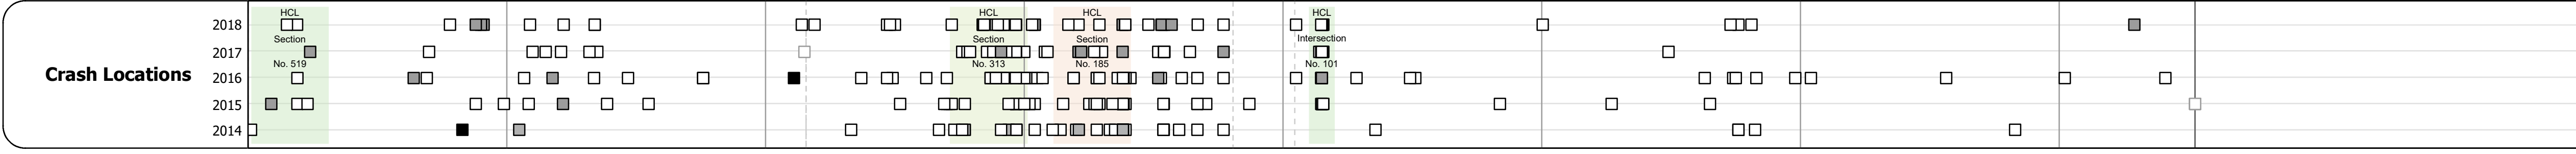 Crash Locations
2018
2017
2016
2015
2014
HCL
Section
No. 519
HCL
Section
No. 313
HCL
Section
No. 185
HCL
Intersection
No. 101